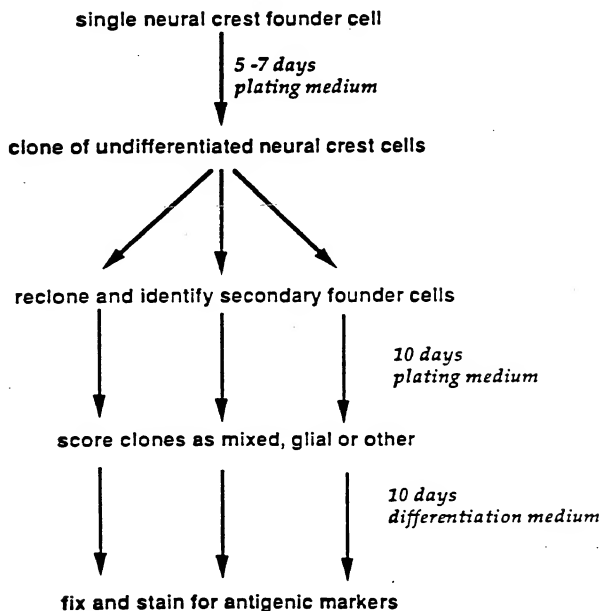 single neural crest founder cell
5 -7 days
plating medium
clone of undifferentiated neural crest cells
reclone and identify secondary founder cells
10 days
plating medium
score clones as mixed, glial or other
10 days
differentiation medium
fix and stain for antigenic markers